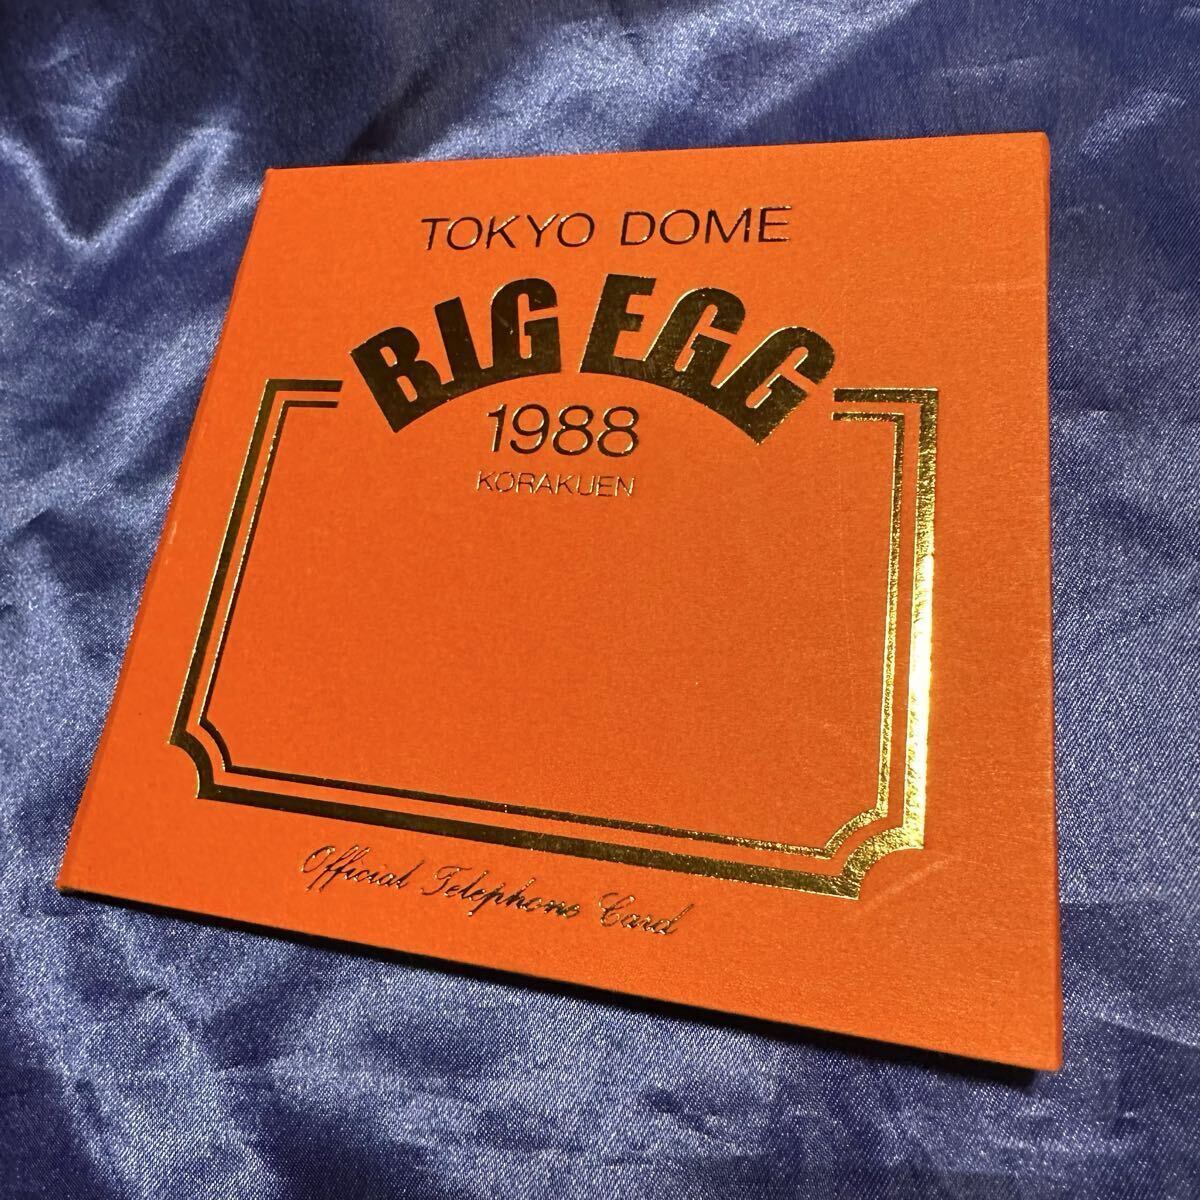 TOKYO DOME
BIG EGG
1988
KORAKUEN
Official Telephone Card